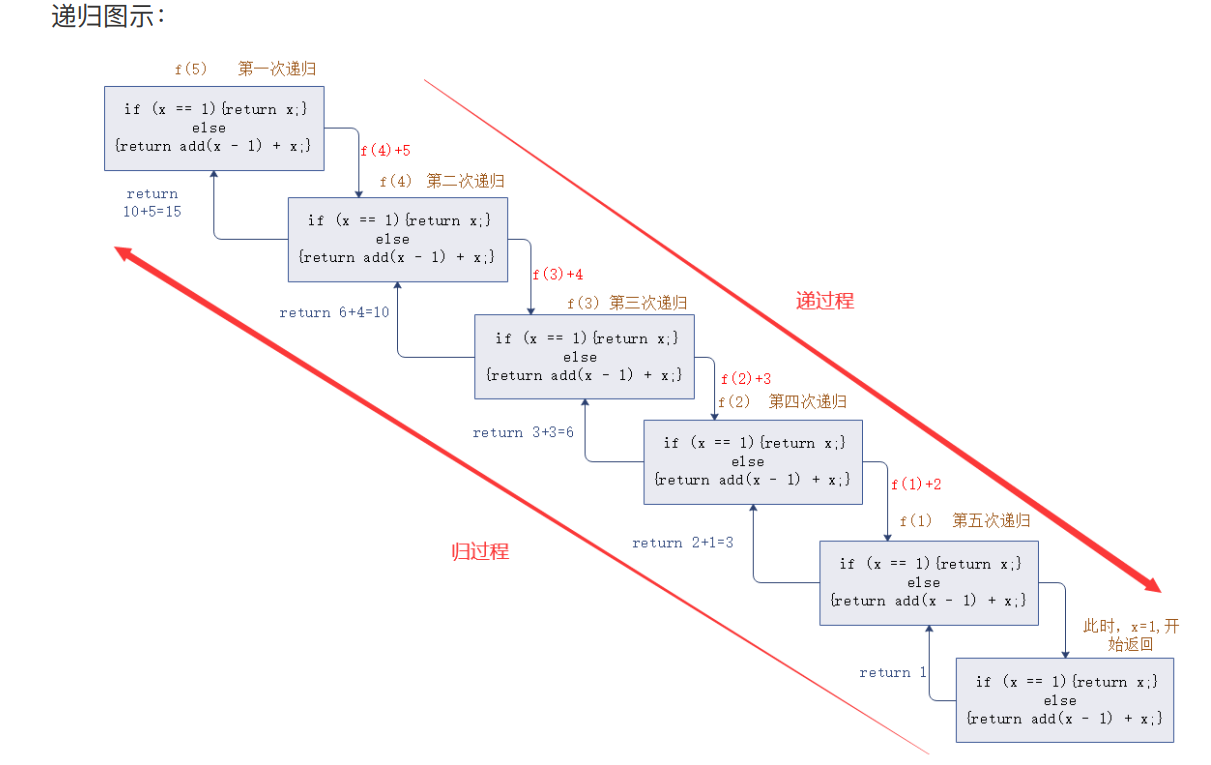 递归图示：
f(5) 第一次递归
if (x == 1){return x;}
else
{return add(x - 1) + x;}
f(4)+5
return
10+5=15
f(4) 第二次递归
if (x == 1){return x;}
else
{return add(x - 1) + x;}
f(3)+4
return 6+4=10
f(3) 第三次递归
if (x == 1){return x;}
else
{return add(x - 1) + x;}
f(2)+3
return 3+3=6
f(2) 第四次递归
if (x == 1){return x;}
else
{return add(x - 1) + x;}
f(1)+2
return 2+1=3
f(1) 第五次递归
if (x == 1){return x;}
else
{return add(x - 1) + x;}
此时，x=1,开
始返回
return 1
if (x == 1){return x;}
else
{return add(x - 1) + x;}
递过程
归过程